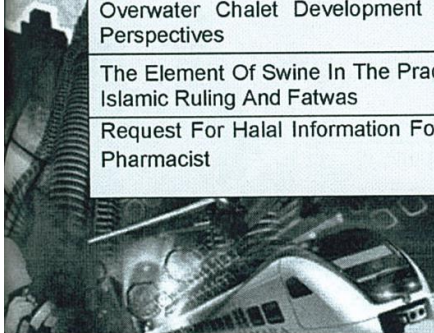 Overwater Chalet Development
Perspectives
The Element Of Swine In The
Islamic Ruling And Fatwas
Request For Halal Information
Pharmacist